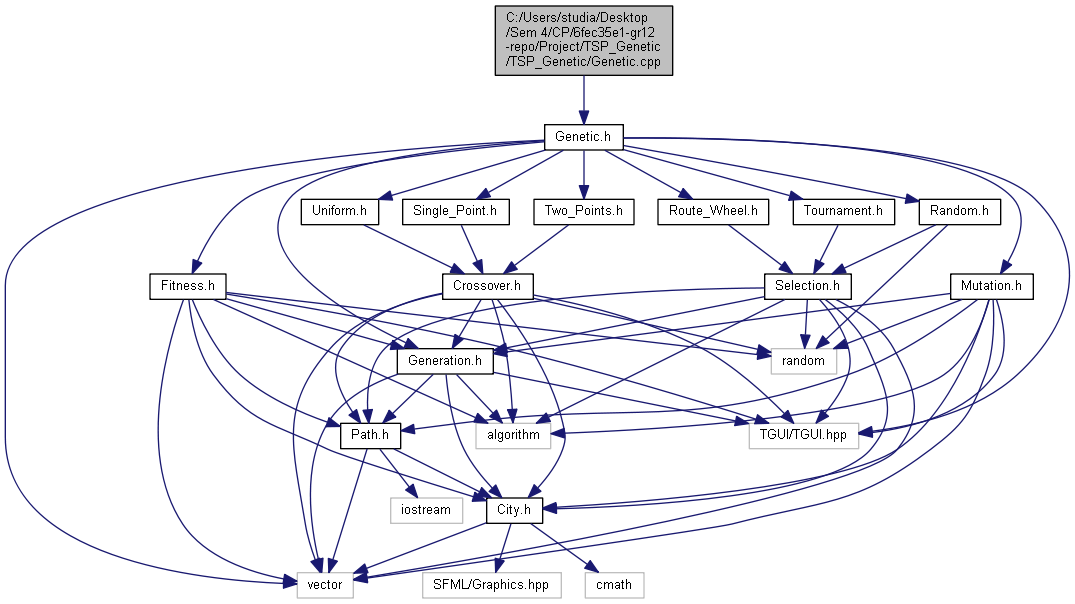 C:/Users/studia/Desktop
/Sem 4/CP/6fec35e1-gr12
-repo/Project/TSP_Genetic
/TSP_Genetic/Genetic.cpp
Genetic.h
Uniform.h
Single_Point.h
Two_Points.h
Route_Wheel.h
Tournament.h
Random.h
Fitness.h
Crossover.h
Selection.h
Mutation.h
Generation.h
random
Path.h
algorithm
TGUI/TGUI.hpp
iostream
City.h
vector
SFML/Graphics.hpp
cmath